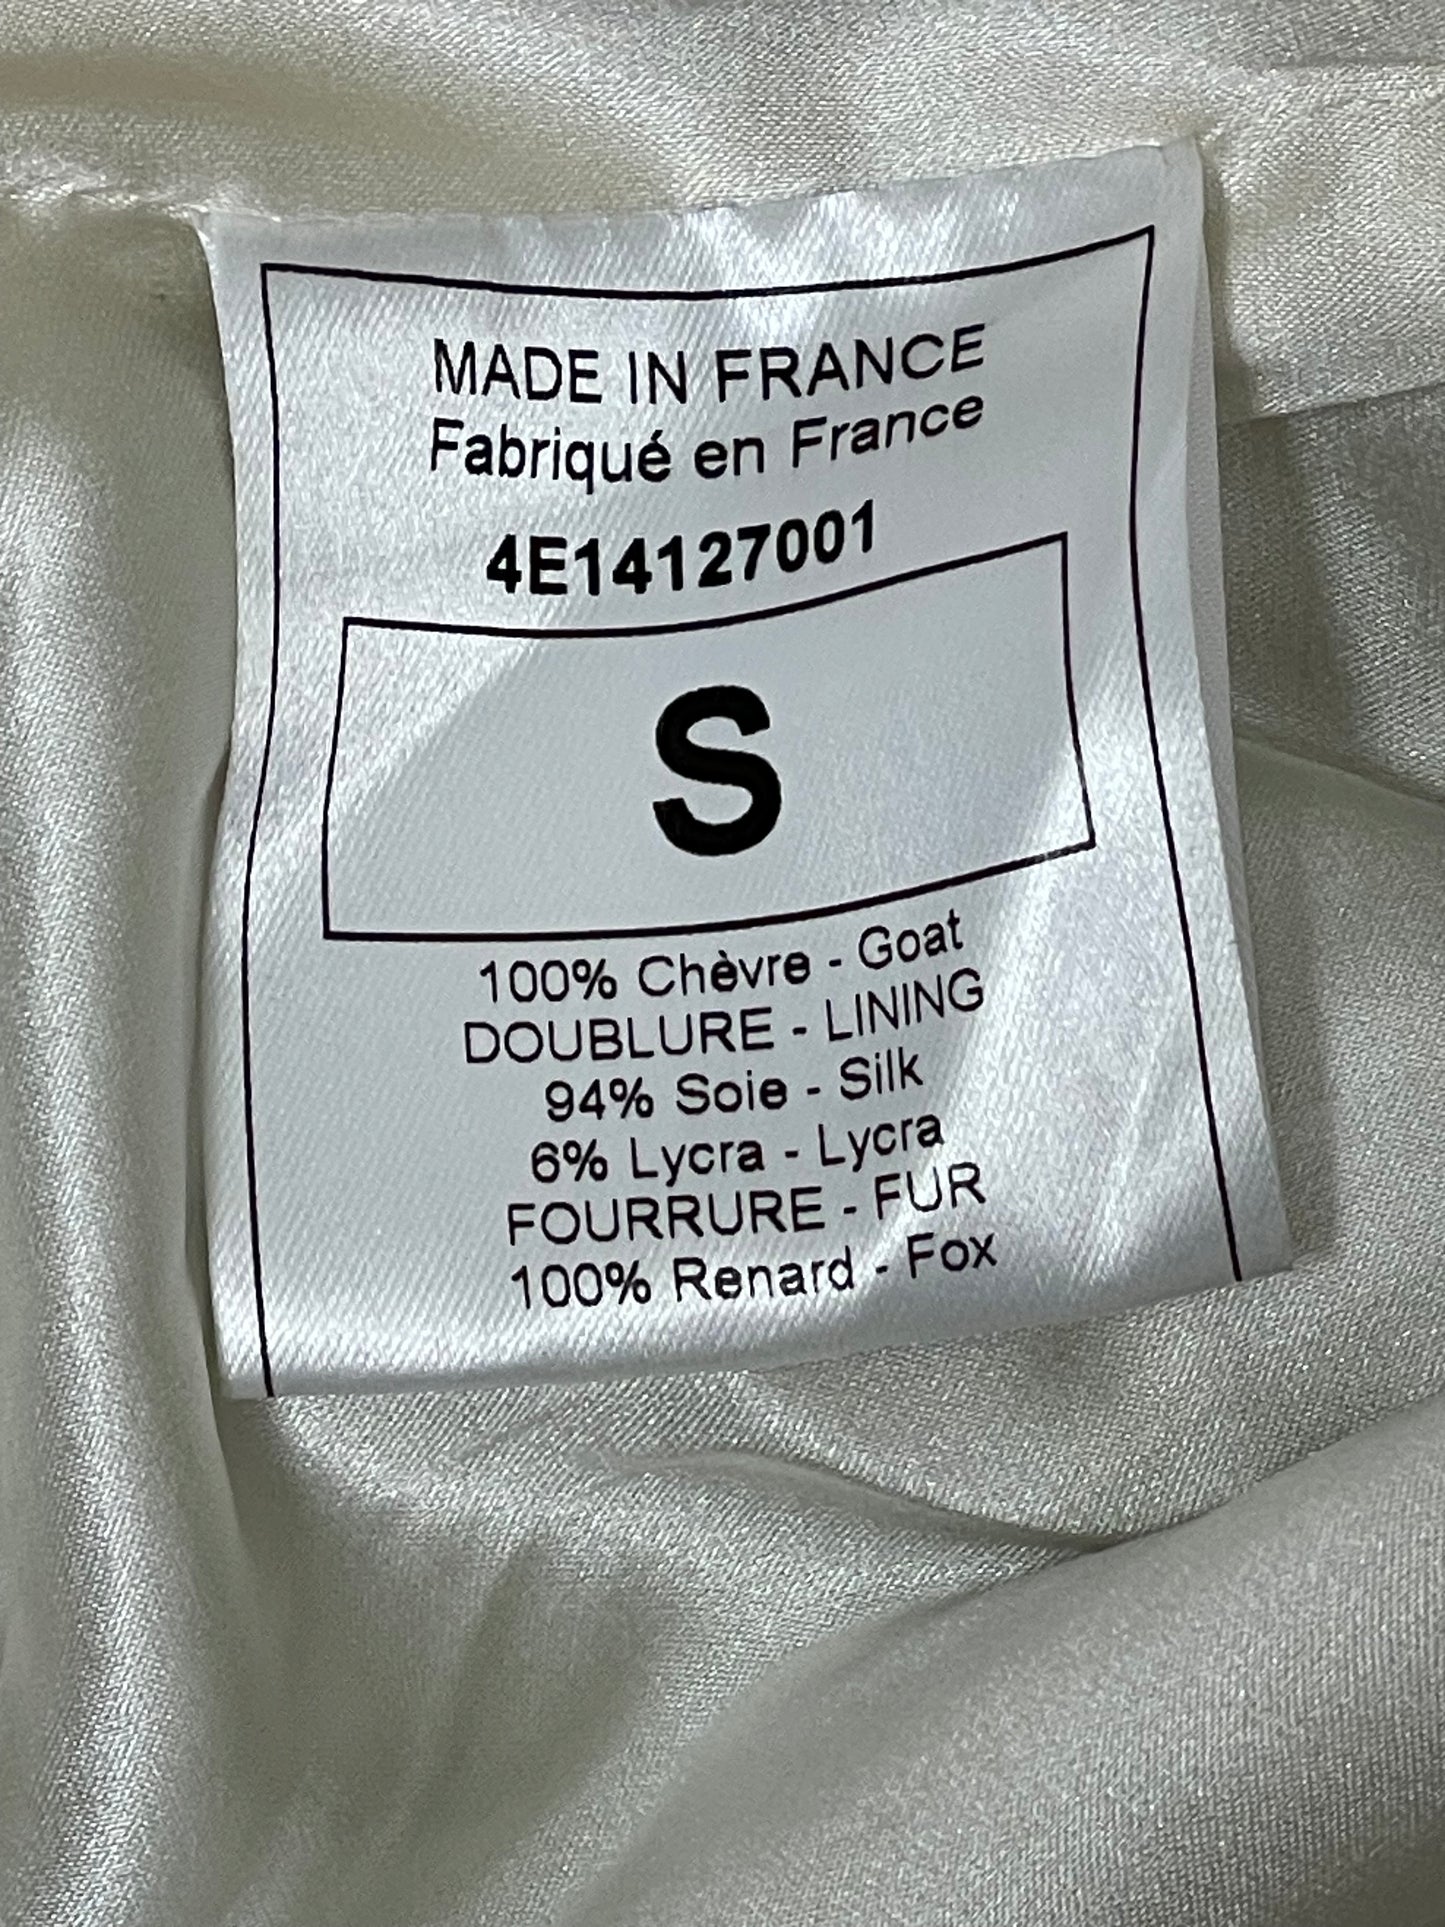 MADE IN FRANCE
Fabriqué en France
4E14127001
S
100% Chèvre - Goat
DOUBLURE - LINING
94% Soie - Silk
6% Lycra - Lycra
FOURRURE - FUR
100% Renard - Fox